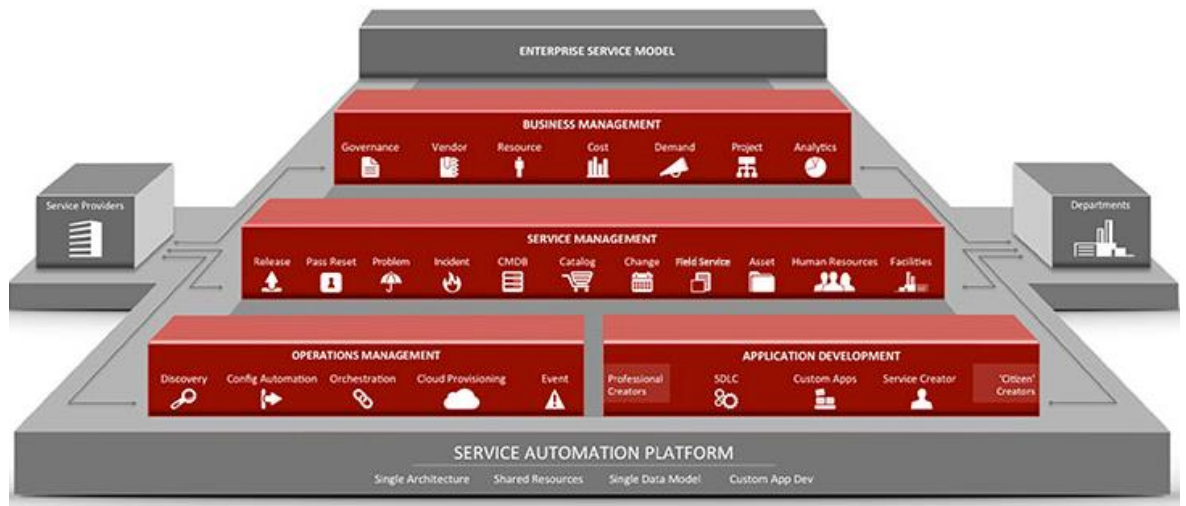 ENTERPRISE SERVICE MODEL
BUSINESS MANAGEMENT
Governance Vendor Resource Cost Demand Project Analytics
Service Providers
Departments
SERVICE MANAGEMENT
Release Pass Reset Problem Incident CMDB Catalog Change Field Service Asset Human Resources Facilities
OPERATIONS MANAGEMENT
Discovery Config Automation Orchestration Cloud Provisioning Event
APPLICATION DEVELOPMENT
Professional
Creators
SDLC Custom Apps Service Creator
'Citizen'
Creators
SERVICE AUTOMATION PLATFORM
Single Architecture Shared Resources Single Data Model Custom App Dev